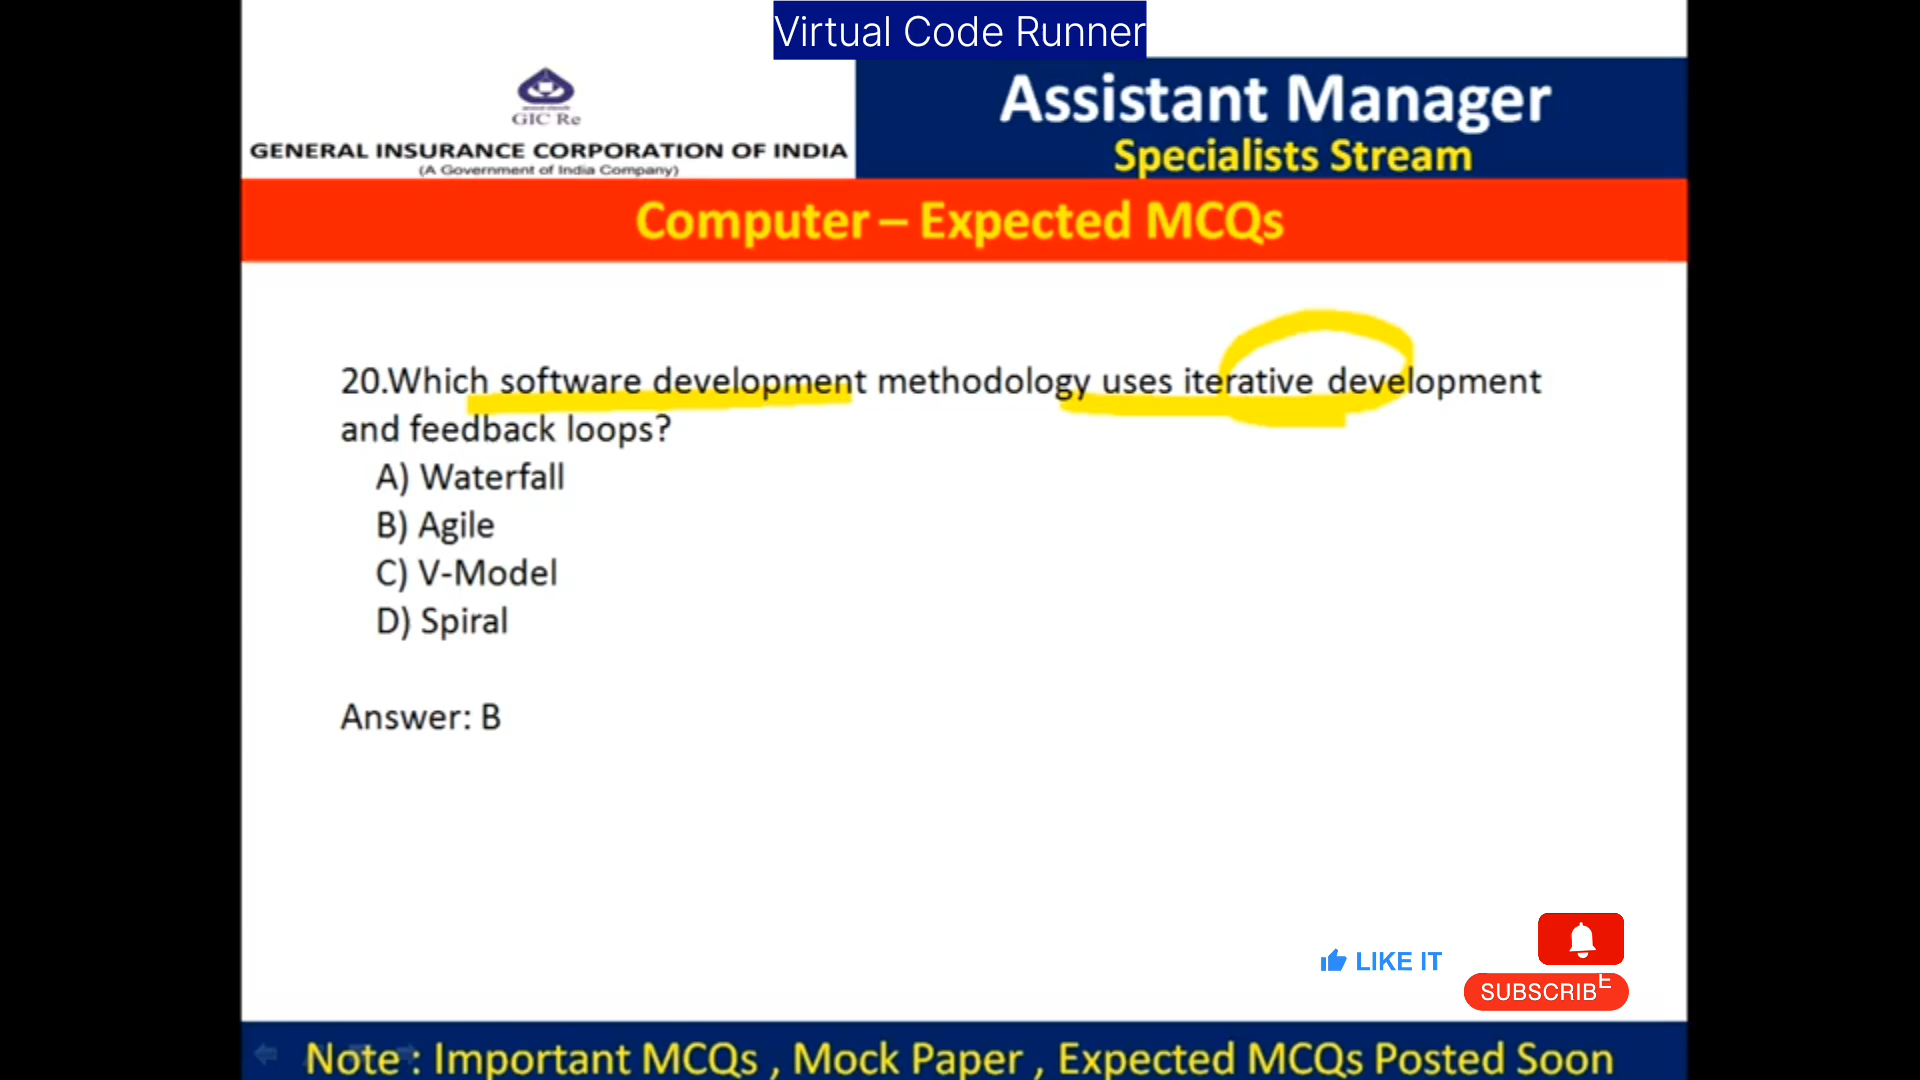 Virtual Code Runner
GIC Re
GENERAL INSURANCE CORPORATION OF INDIA
(A Government of India Company)
Assistant Manager
Specialists Stream
Computer – Expected MCQs
20.Which software development methodology uses iterative development
and feedback loops?
A) Waterfall
B) Agile
C) V-Model
D) Spiral
Answer: B
LIKE IT
SUBSCRIBE
Note : Important MCQs , Mock Paper , Expected MCQs Posted Soon